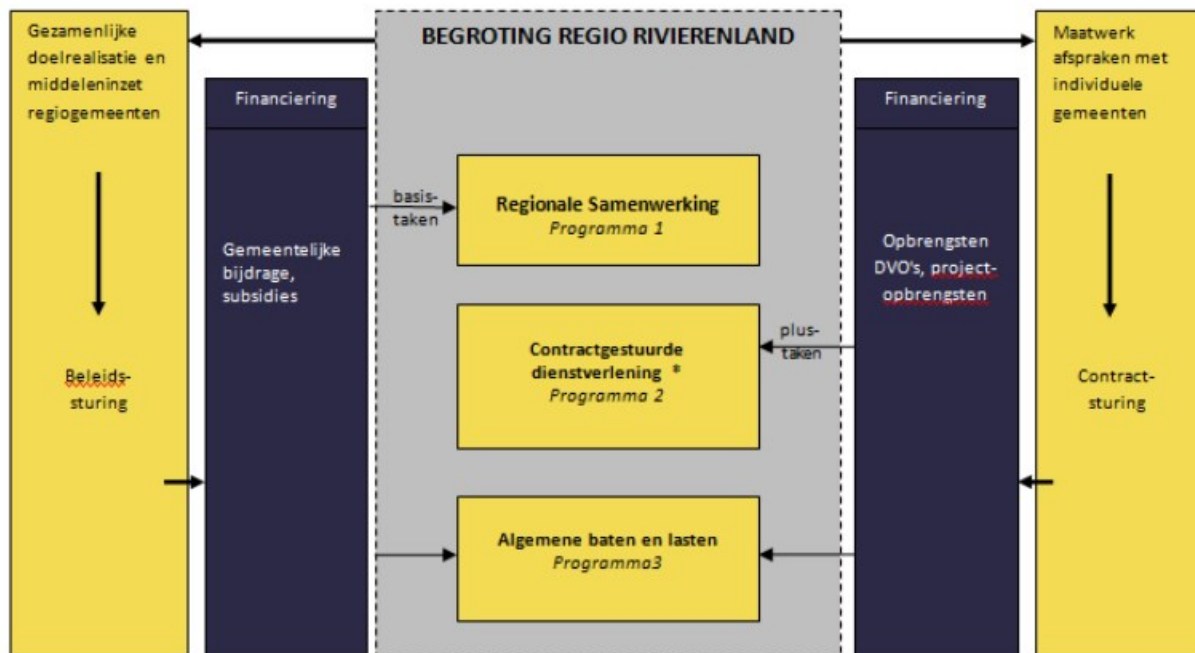 Gezamenlijke
doelrealisatie en
middeleninzet
regiogemeenten
Beleids-
sturing
Financiering
Gemeentelijke
bijdrage,
subsidies
BEGROTING REGIO RIVIERENLAND
basis-
taken
Regionale Samenwerking
Programma 1
Contractgestuurde
dienstverlening *
Programma 2
plus-
taken
Algemene baten en lasten
Programma3
Financiering
Opbrengsten
DVO's, project-
opbrengsten
Maatwerk
afspraken met
individuele
gemeenten
Contract-
sturing